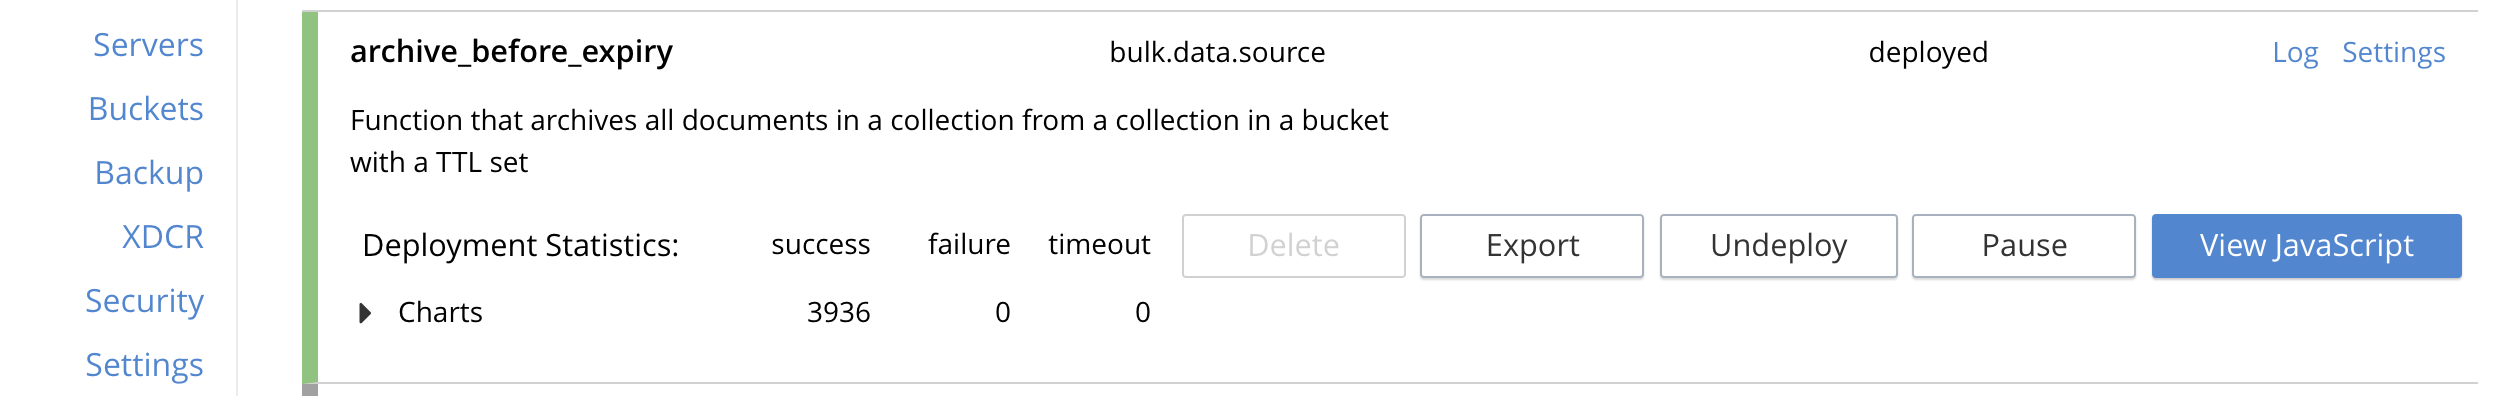 Servers
Buckets
Backup
XDCR
Security
Settings
archive_before_expiry bulk.data.source deployed Log Settings
Function that archives all documents in a collection from a collection in a bucket
with a TTL set
Deployment Statistics: success failure timeout Delete Export Undeploy Pause View JavaScript
Charts 3936 0 0